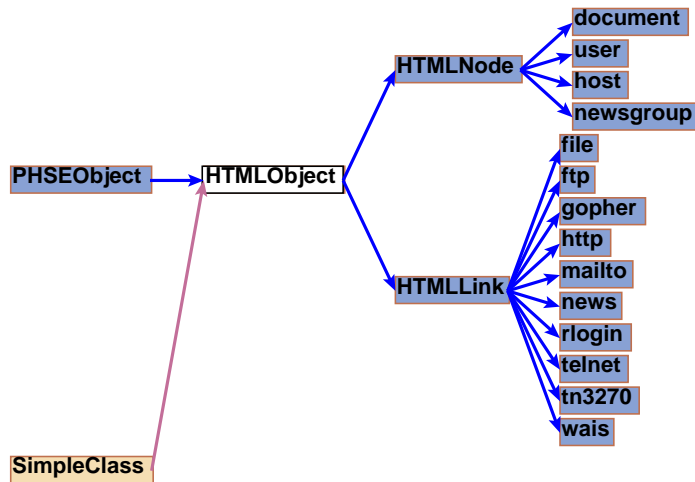 document
user
HTMLNode
host
newsgroup
file
PHSEObject
HTMLObject
ftp
gopher
http
mailto
HTMLLink
news
rlogin
telnet
tn3270
wais
SimpleClass